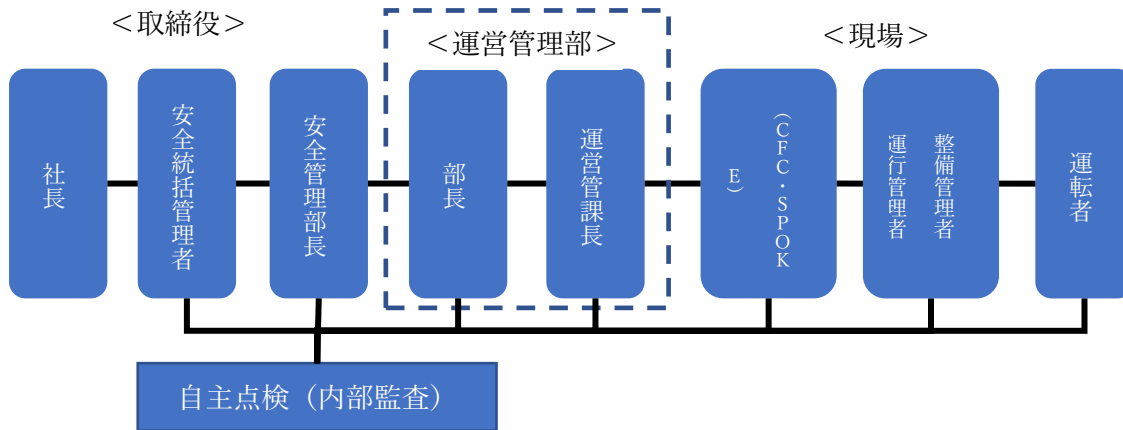 ＜取締役＞
＜運営管理部＞
＜現場＞
社長
安全統括管理者
安全管理部長
部長
運営管課長
（CFC・SPOK
E）
整備管理者
運行管理者
運転者
自主点検（内部監査）